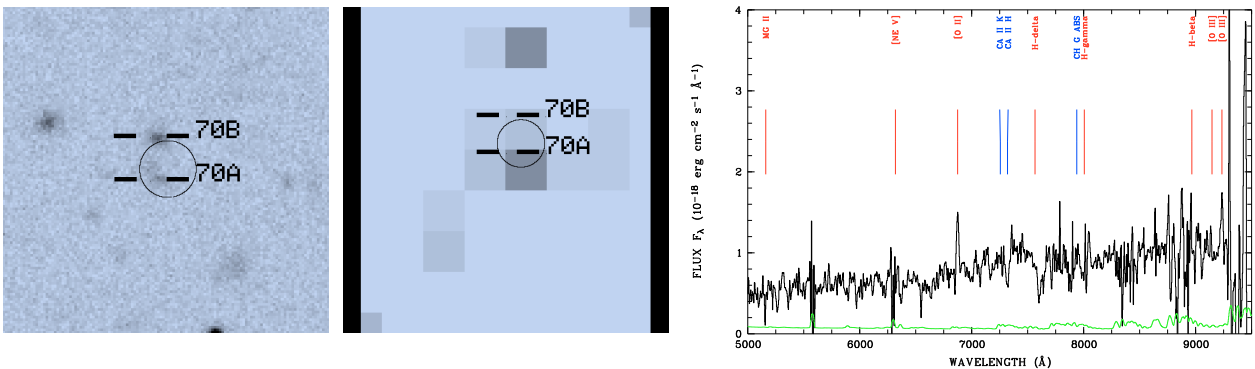 70B
70A
70B
70A
FLUX F_λ (10⁻¹⁸ erg cm⁻² s⁻¹ Å⁻¹)
4
3
2
1
0
MG II
[NE V]
[O II]
CA II K
CA II H
H-delta
CH G ABS
H-gamma
H-beta
[O III]
[O III]
5000 6000 7000 8000 9000
WAVELENGTH (Å)